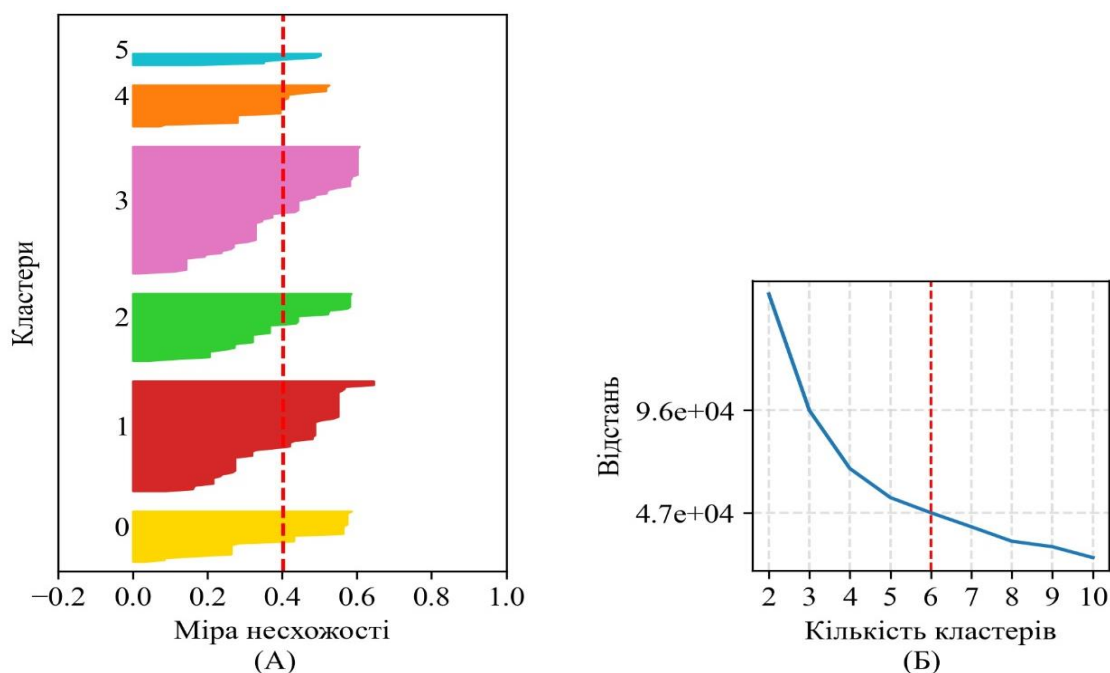 5
4
3
2
1
0
Кластери
−0.2 0.0 0.2 0.4 0.6 0.8 1.0
Міра несхожості
(А)
Відстань
9.6e+04
4.7e+04
2 3 4 5 6 7 8 9 10
Кількість кластерів
(Б)